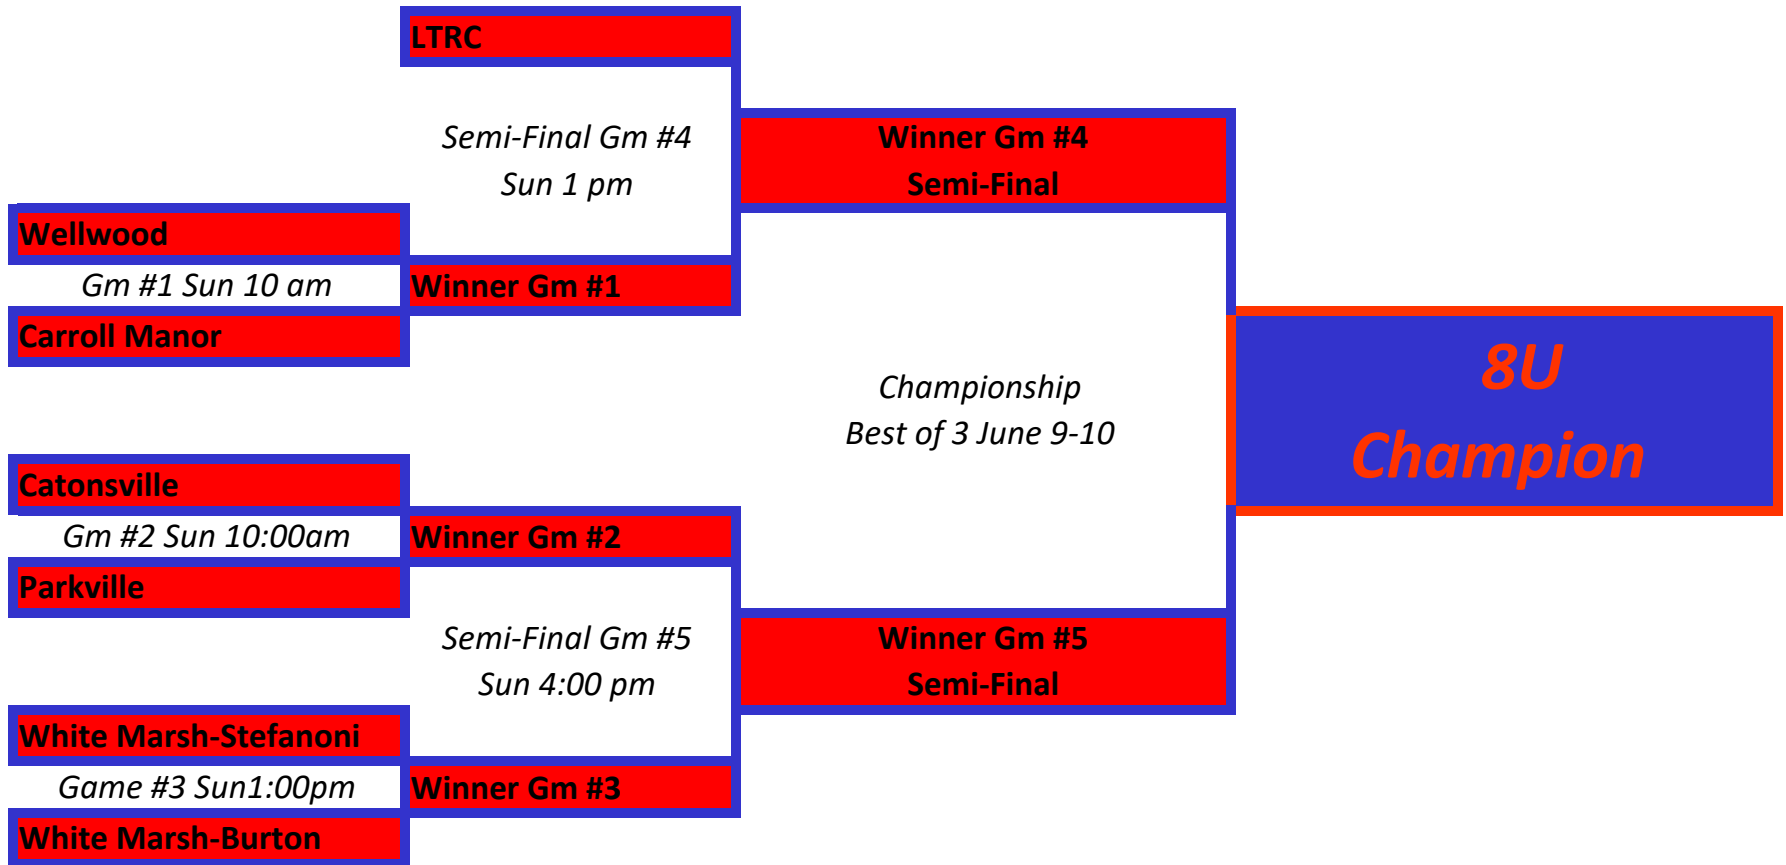 LTRC
Semi-Final Gm #4
Sun 1 pm
Winner Gm #4
Semi-Final
Wellwood
Gm #1 Sun 10 am
Winner Gm #1
Carroll Manor
8U
Champion
Championship
Best of 3 June 9-10
Catonsville
Gm #2 Sun 10:00am
Winner Gm #2
Parkville
Semi-Final Gm #5
Sun 4:00 pm
Winner Gm #5
Semi-Final
White Marsh-Stefanoni
Game #3 Sun1:00pm
Winner Gm #3
White Marsh-Burton